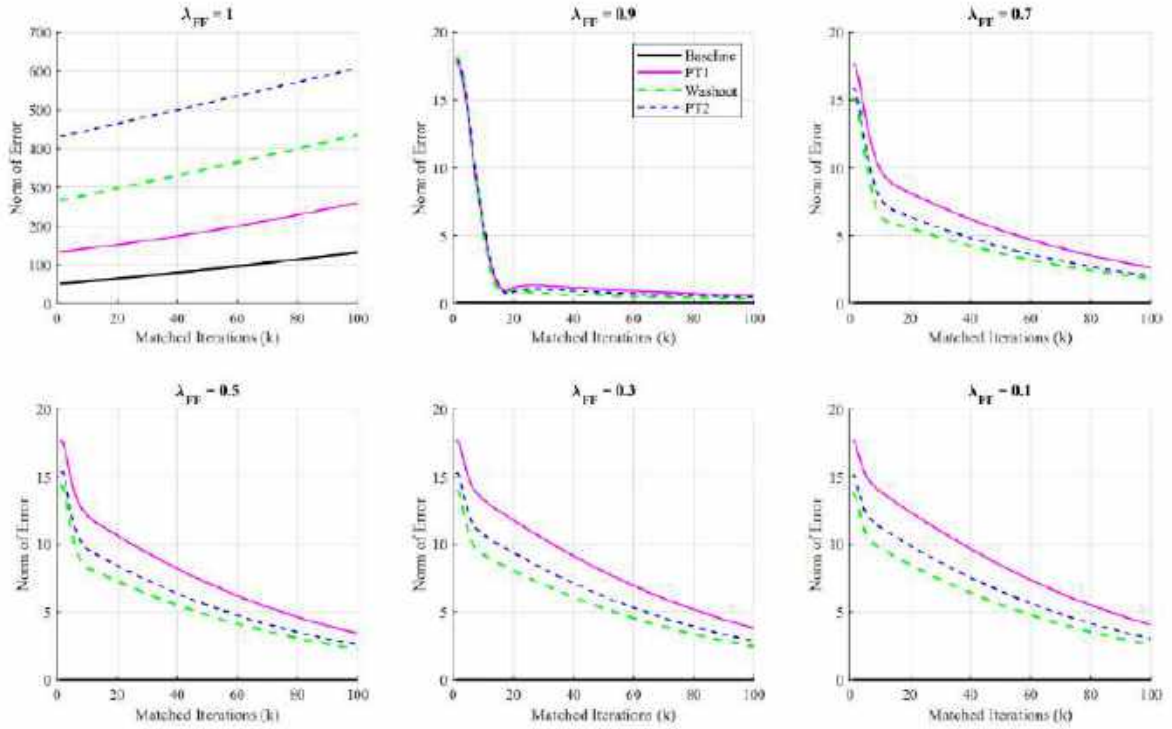 λFF = 1
700
600
500
400
300
200
100
0
Norm of Error
0 20 40 60 80 100
Matched Iterations (k)
λFF = 0.9
20
15
10
5
0
Norm of Error
0 20 40 60 80 100
Matched Iterations (k)
Baseline
PT1
Washout
PT2
λFF = 0.7
20
15
10
5
0
Norm of Error
0 20 40 60 80 100
Matched Iterations (k)
λFF = 0.5
20
15
10
5
0
Norm of Error
0 20 40 60 80 100
Matched Iterations (k)
λFF = 0.3
20
15
10
5
0
Norm of Error
0 20 40 60 80 100
Matched Iterations (k)
λFF = 0.1
20
15
10
5
0
Norm of Error
0 20 40 60 80 100
Matched Iterations (k)